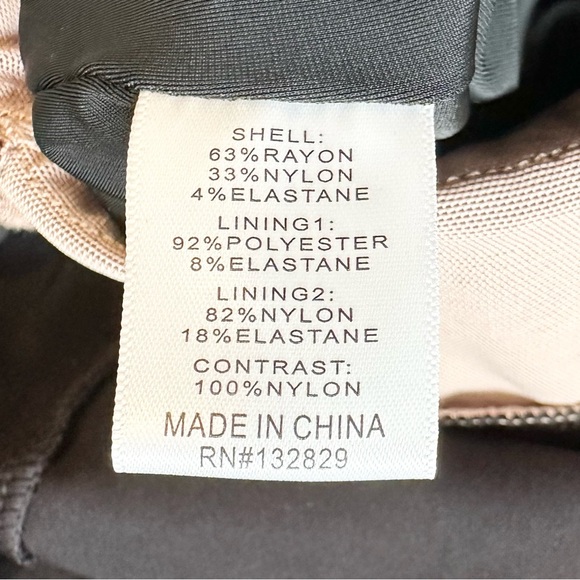 SHELL:
63%RAYON
33%NYLON
4%ELASTANE
LINING1:
92%POLYESTER
8%ELASTANE
LINING2:
82%NYLON
18%ELASTANE
CONTRAST:
100%NYLON
MADE IN CHINA
RN#132829